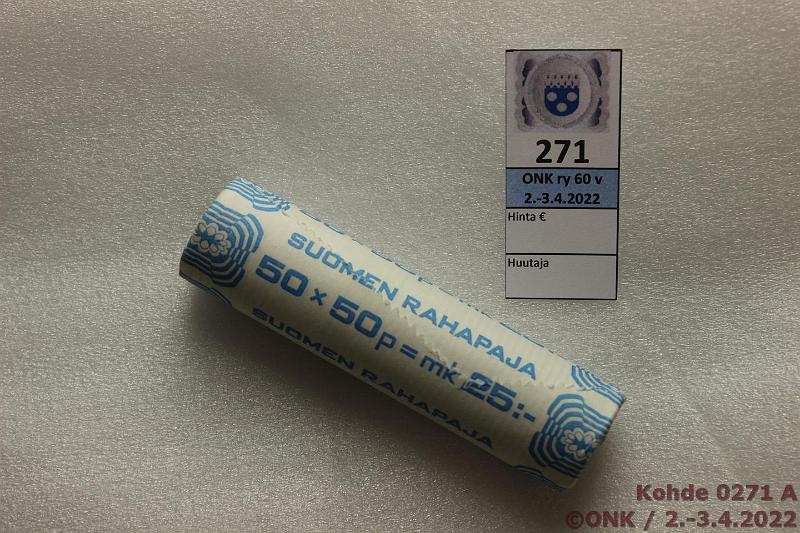 271
ONK ry 60 v
2.-3.4.2022
Hinta €
Huutaja
SUOMEN RAHAPAJA
50 x 50p = mk 25:-
SUOMEN RAHAPAJA
Kohde 0271 A
©ONK / 2.-3.4.2022